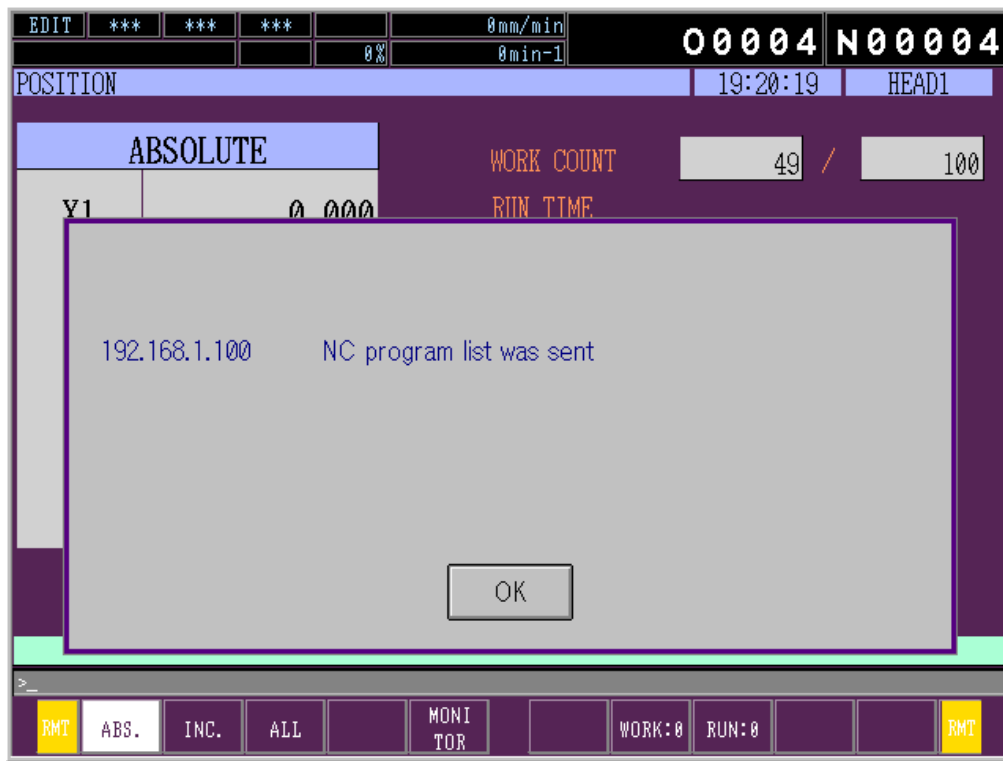 EDIT *** *** *** 0mm/min O0004 N00004
0% 0min-1
POSITION 19:20:19 HEAD1
ABSOLUTE
WORK COUNT 49 / 100
Y1 0.000 RUN TIME
192.168.1.100 NC program list was sent
OK
>_
RMT ABS. INC. ALL MONI TOR WORK:0 RUN:0 RMT